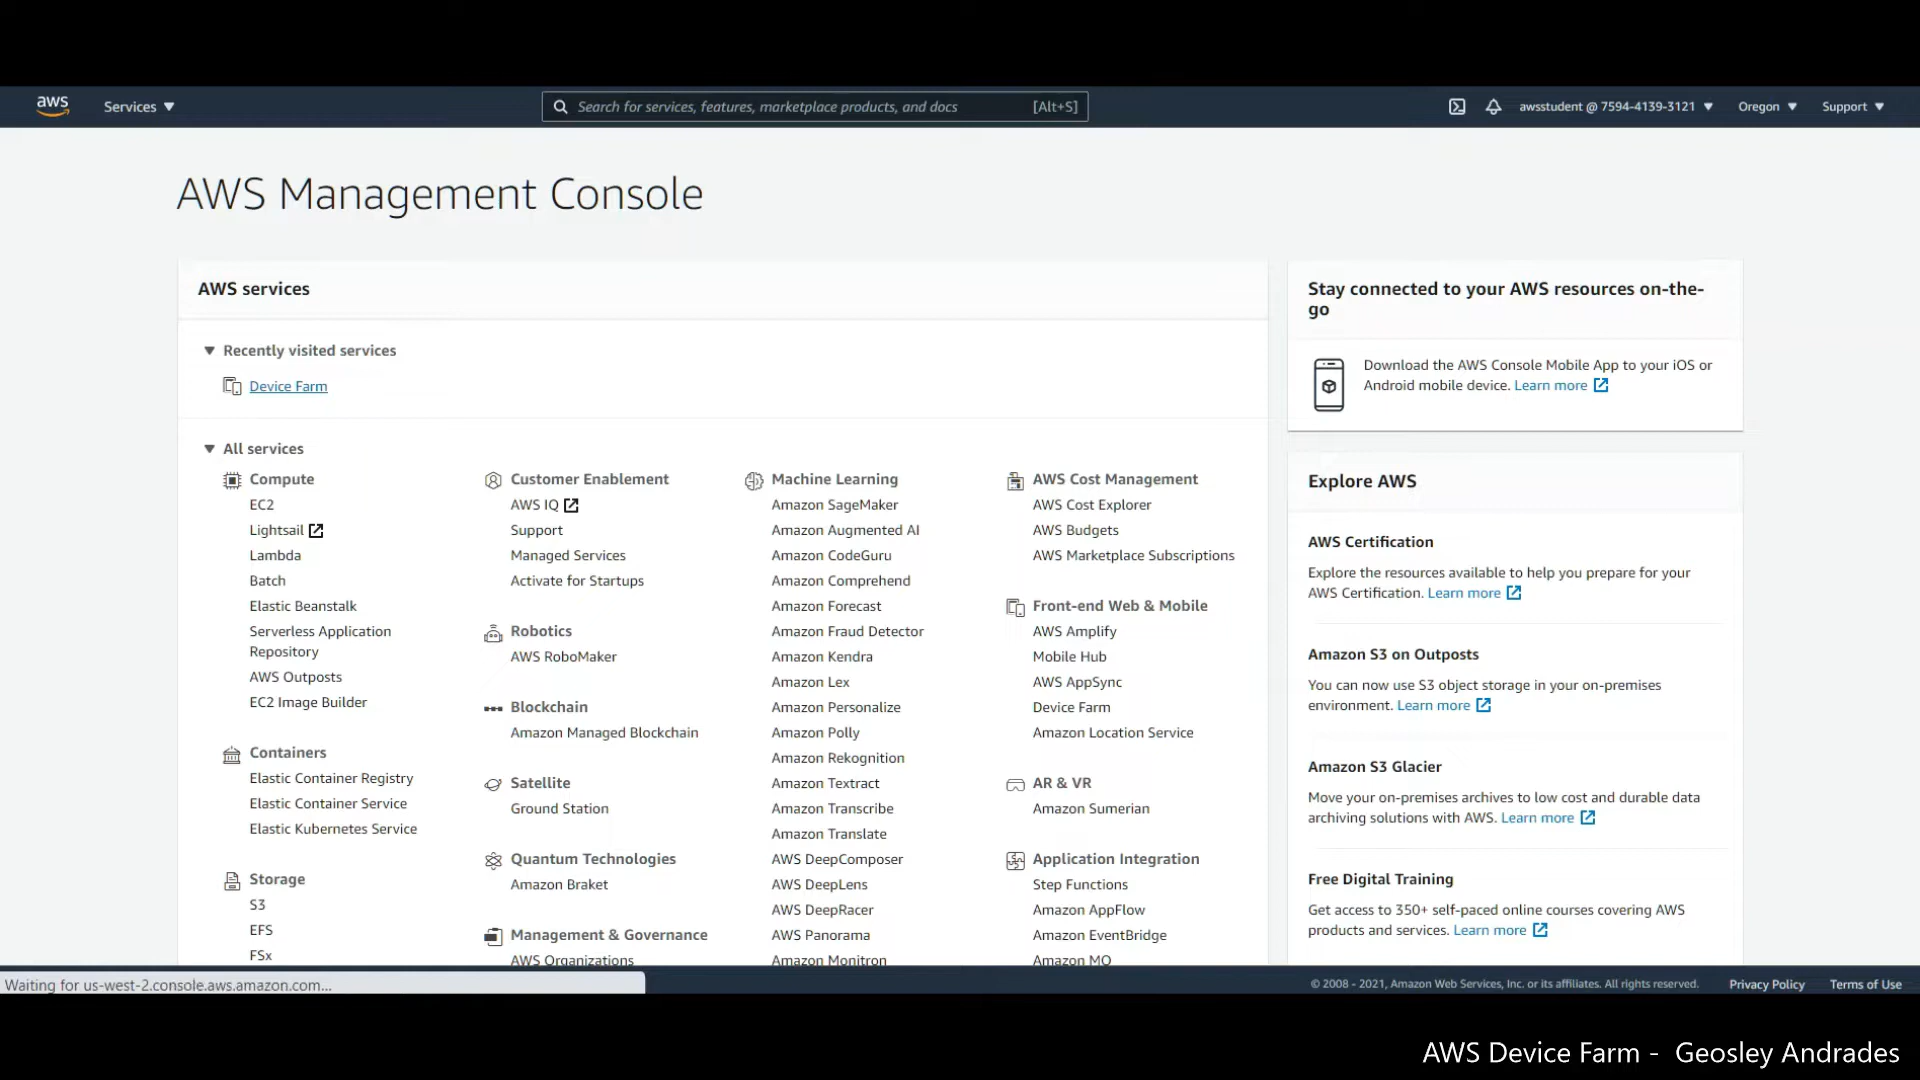 aws
Services
Search for services, features, marketplace products, and docs
[Alt+S]
awsstudent @ 7594-4139-3121
Oregon
Support
AWS Management Console
AWS services
Recently visited services
Device Farm
All services
Compute
EC2
Lightsail
Lambda
Batch
Elastic Beanstalk
Serverless Application
Repository
AWS Outposts
EC2 Image Builder
Containers
Elastic Container Registry
Elastic Container Service
Elastic Kubernetes Service
Storage
S3
EFS
FSx
Customer Enablement
AWS IQ
Support
Managed Services
Activate for Startups
Robotics
AWS RoboMaker
Blockchain
Amazon Managed Blockchain
Satellite
Ground Station
Quantum Technologies
Amazon Braket
Management & Governance
AWS Organizations
Machine Learning
Amazon SageMaker
Amazon Augmented AI
Amazon CodeGuru
Amazon Comprehend
Amazon Forecast
Amazon Fraud Detector
Amazon Kendra
Amazon Lex
Amazon Personalize
Amazon Polly
Amazon Rekognition
Amazon Textract
Amazon Transcribe
Amazon Translate
AWS DeepComposer
AWS DeepLens
AWS DeepRacer
AWS Panorama
Amazon Monitron
AWS Cost Management
AWS Cost Explorer
AWS Budgets
AWS Marketplace Subscriptions
Front-end Web & Mobile
AWS Amplify
Mobile Hub
AWS AppSync
Device Farm
Amazon Location Service
AR & VR
Amazon Sumerian
Application Integration
Step Functions
Amazon AppFlow
Amazon EventBridge
Amazon MQ
Stay connected to your AWS resources on-the-
go
Download the AWS Console Mobile App to your iOS or
Android mobile device. Learn more
Explore AWS
AWS Certification
Explore the resources available to help you prepare for your
AWS Certification. Learn more
Amazon S3 on Outposts
You can now use S3 object storage in your on-premises
environment. Learn more
Amazon S3 Glacier
Move your on-premises archives to low cost and durable data
archiving solutions with AWS. Learn more
Free Digital Training
Get access to 350+ self-paced online courses covering AWS
products and services. Learn more
Waiting for us-west-2.console.aws.amazon.com...
© 2008 - 2021, Amazon Web Services, Inc. or its affiliates. All rights reserved.
Privacy Policy
Terms of Use
AWS Device Farm - Geosley Andrades